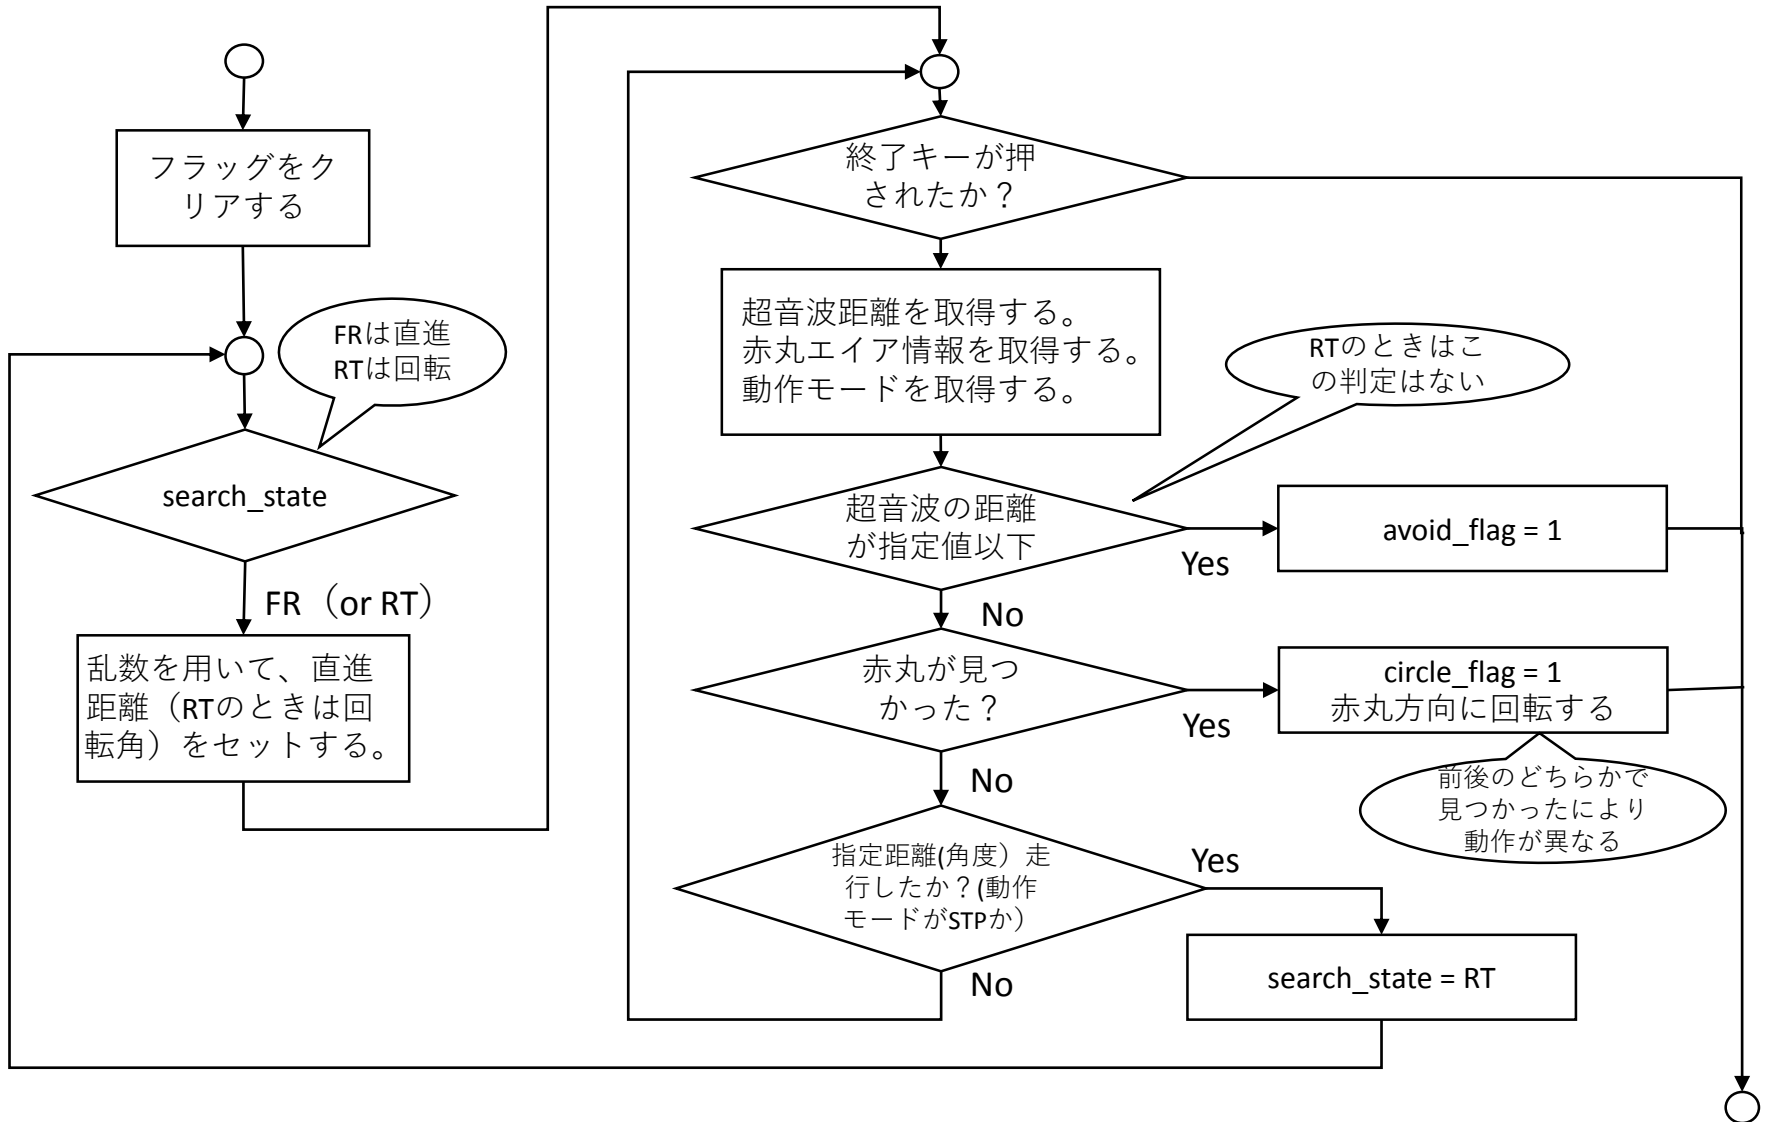 フラッグをク
リアする
FRは直進
RTは回転
search_state
FR（or RT）
乱数を用いて、直進
距離（RTのときは回
転角）をセットする。
終了キーが押
されたか？
超音波距離を取得する。
赤丸エイア情報を取得する。
動作モードを取得する。
RTのときはこ
の判定はない
超音波の距離
が指定値以下
Yes
avoid_flag = 1
No
赤丸が見つ
かった？
Yes
circle_flag = 1
赤丸方向に回転する
前後のどちらかで
見つかったにより
動作が異なる
No
指定距離(角度）走
行したか？(動作
モードがSTPか）
Yes
No
search_state = RT